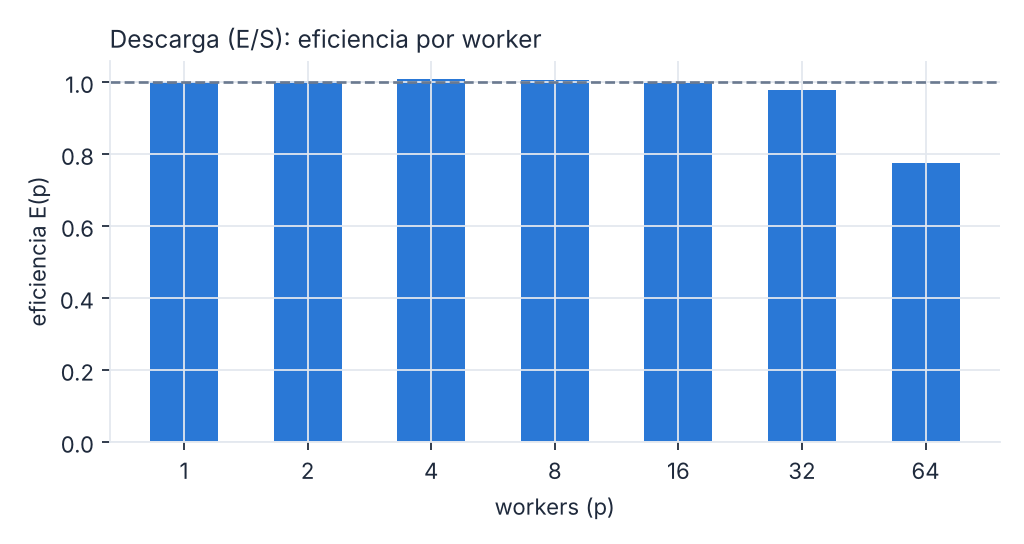 Descarga (E/S): eficiencia por worker
eficiencia E(p)
1.0
0.8
0.6
0.4
0.2
0.0
1 2 4 8 16 32 64
workers (p)